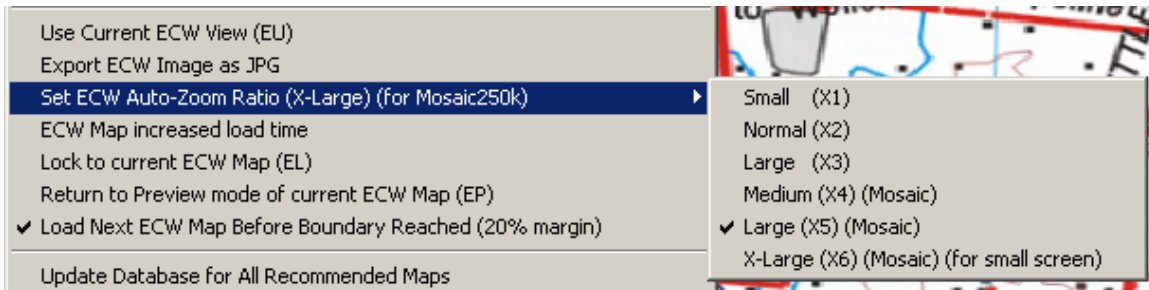 Use Current ECW View (EU)
Export ECW Image as JPG
Set ECW Auto-Zoom Ratio (X-Large) (for Mosaic250k)
ECW Map increased load time
Lock to current ECW Map (EL)
Return to Preview mode of current ECW Map (EP)
Load Next ECW Map Before Boundary Reached (20% margin)
Update Database for All Recommended Maps
Small (X1)
Normal (X2)
Large (X3)
Medium (X4) (Mosaic)
Large (X5) (Mosaic)
X-Large (X6) (Mosaic) (for small screen)